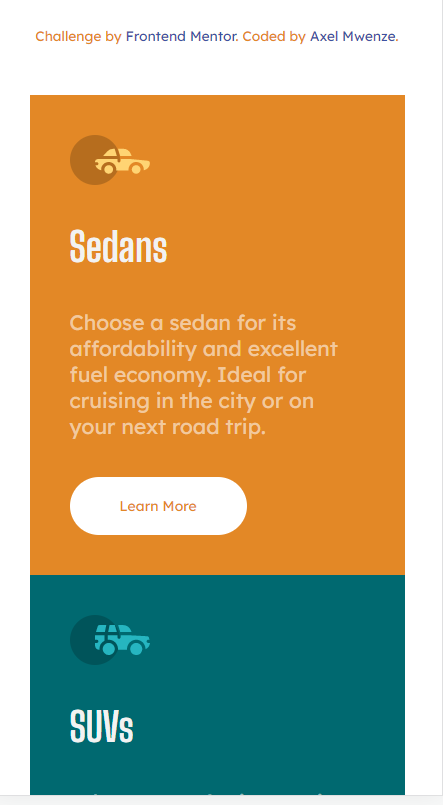 Challenge by Frontend Mentor. Coded by Axel Mwenze.
Sedans
Choose a sedan for its
affordability and excellent
fuel economy. Ideal for
cruising in the city or on
your next road trip.
Learn More
SUVs